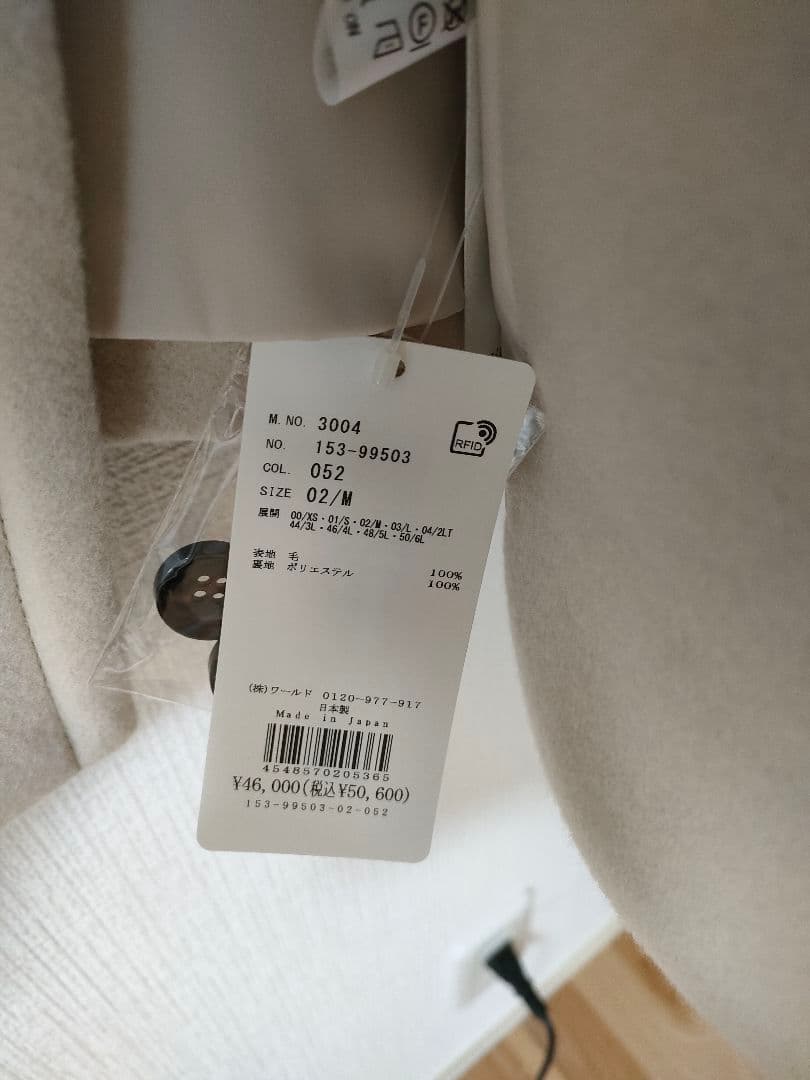 ON
F
M. NO. 3004
RFID
NO. 153-99503
COL. 052
SIZE 02/M
展開 00/XS・01/S・02/M・03/L・04/2LT
44/3L・46/4L・48/5L・50/6L
表地 毛 100%
裏地 ポリエステル 100%
(株)ワールド 0120-977-917
日本製
Made in Japan
4548570205365
¥46,000(税込¥50,600)
153-99503-02-052